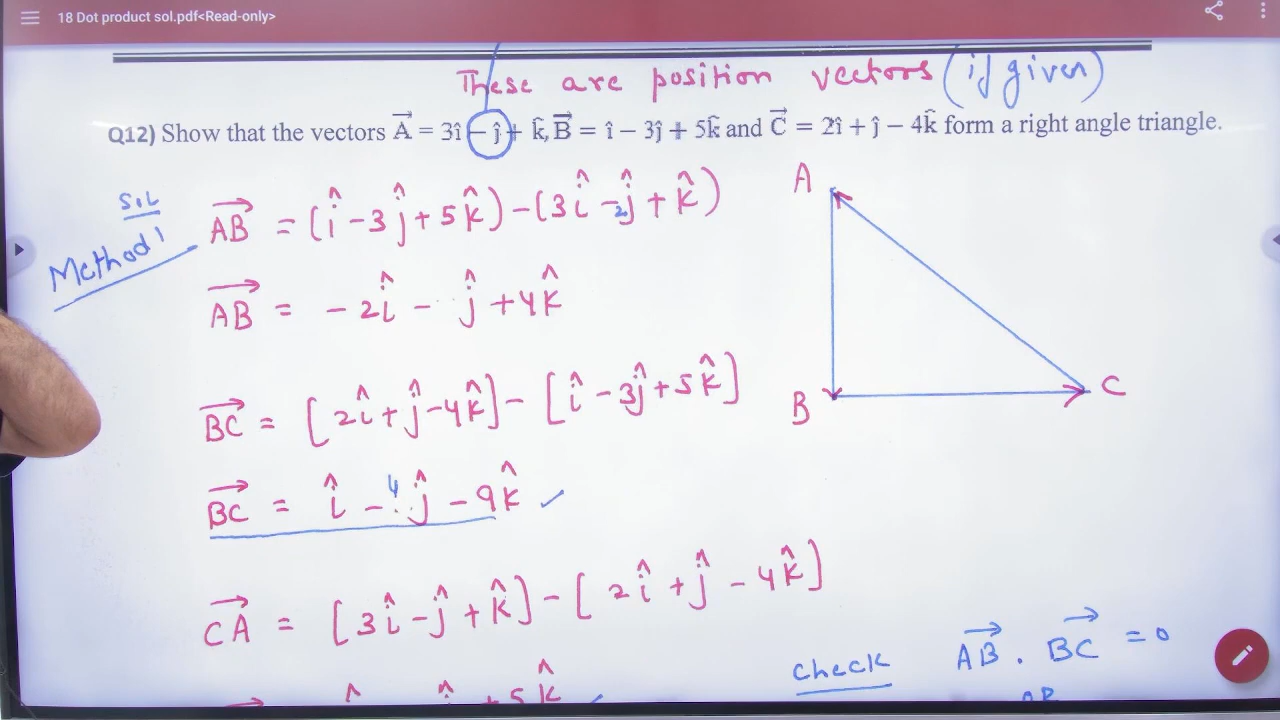 18 Dot product sol.pdf<Read-only>
These are position vectors (if given)
Q12) Show that the vectors A⃗ = 3î − ĵ + k̂, B⃗ = î − 3ĵ + 5k̂ and C⃗ = 2î + ĵ − 4k̂ form a right angle triangle.
Sol
Method 1
AB⃗ = (î − 3ĵ + 5k̂) − (3î − 2ĵ + k̂)
AB⃗ = − 2î − ĵ + 4k̂
BC⃗ = [2î + ĵ − 4k̂] − [î − 3ĵ + 5k̂]
BC⃗ = î − 4ĵ − 9k̂ ✓
CA⃗ = [3î − ĵ + k̂] − [2î + ĵ − 4k̂]
+ 5k̂
A
B
C
Check AB⃗ . BC⃗ = 0